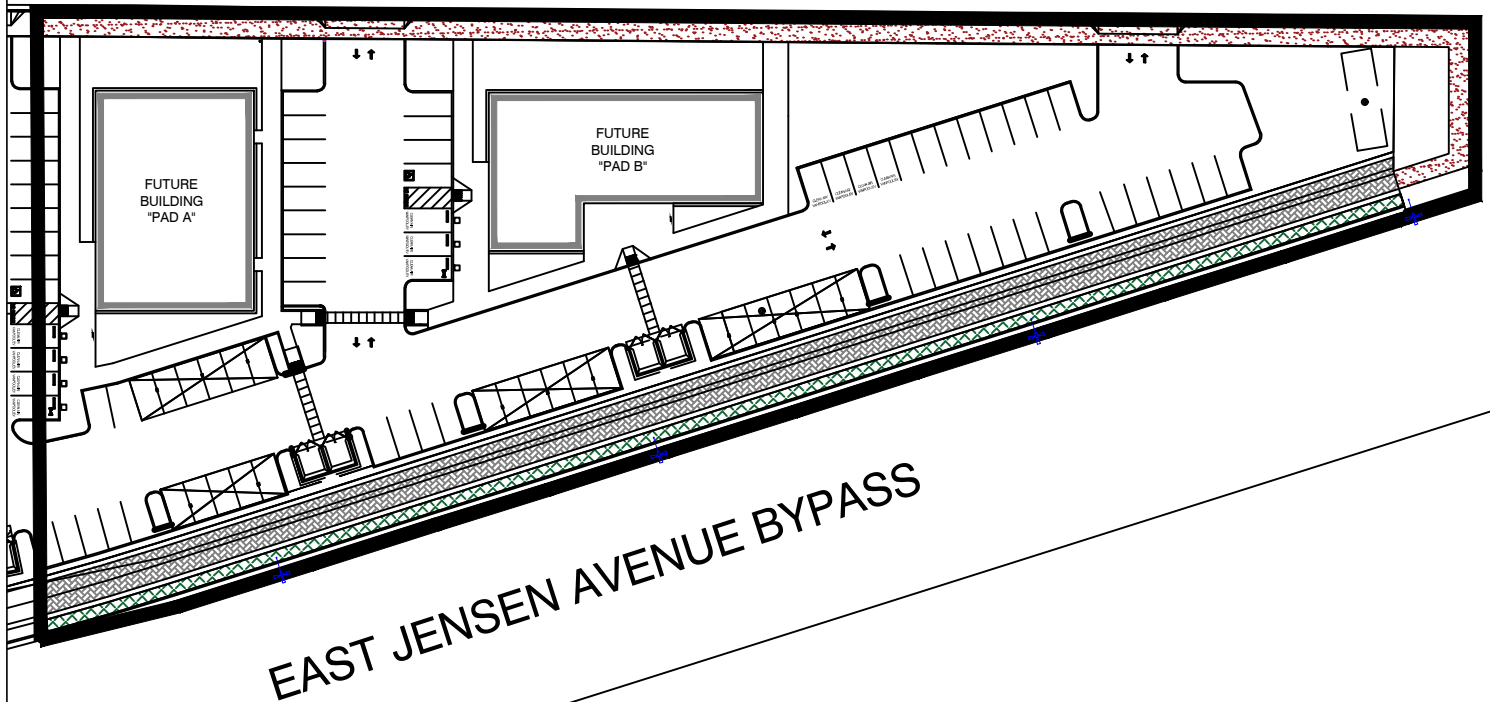 FUTURE
BUILDING
"PAD A"
FUTURE
BUILDING
"PAD B"
EAST JENSEN AVENUE BYPASS